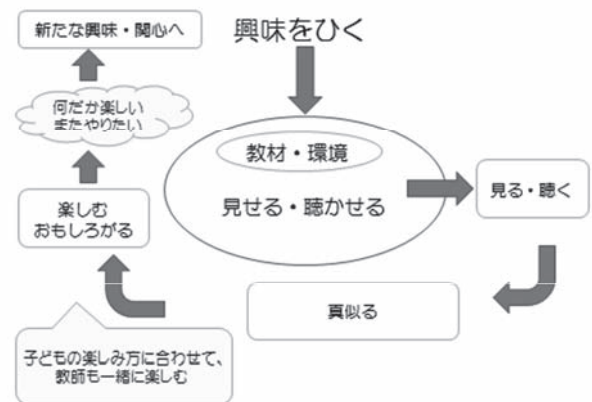 新たな興味・関心へ
興味をひく
何だか楽しい
またやりたい
教材・環境
見せる・聴かせる
見る・聴く
楽しむ
おもしろがる
真似る
子どもの楽しみ方に合わせて、
教師も一緒に楽しむ